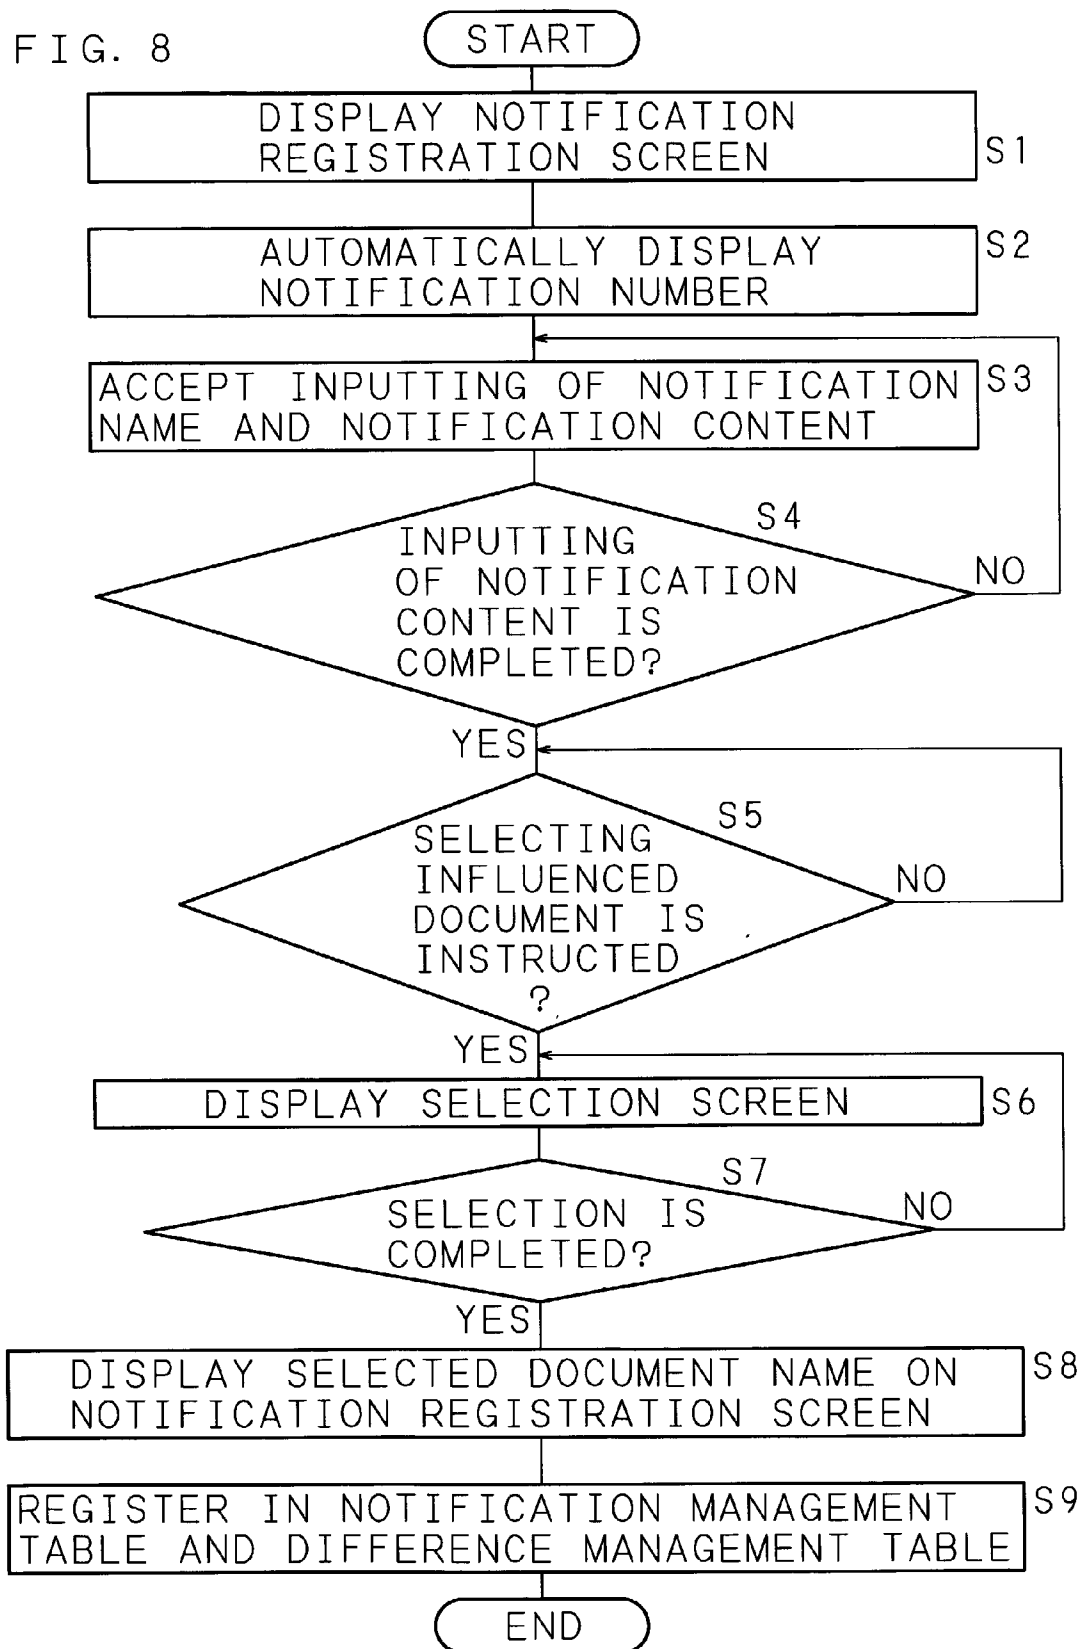 FIG. 8
START
DISPLAY NOTIFICATION
REGISTRATION SCREEN
S1
AUTOMATICALLY DISPLAY
NOTIFICATION NUMBER
S2
ACCEPT INPUTTING OF NOTIFICATION
NAME AND NOTIFICATION CONTENT
S3
S4
INPUTTING
OF NOTIFICATION
CONTENT IS
COMPLETED?
NO
YES
S5
SELECTING
INFLUENCED
DOCUMENT IS
INSTRUCTED
?
NO
YES
DISPLAY SELECTION SCREEN
S6
S7
SELECTION IS
COMPLETED?
NO
YES
DISPLAY SELECTED DOCUMENT NAME ON
NOTIFICATION REGISTRATION SCREEN
S8
REGISTER IN NOTIFICATION MANAGEMENT
TABLE AND DIFFERENCE MANAGEMENT TABLE
S9
END